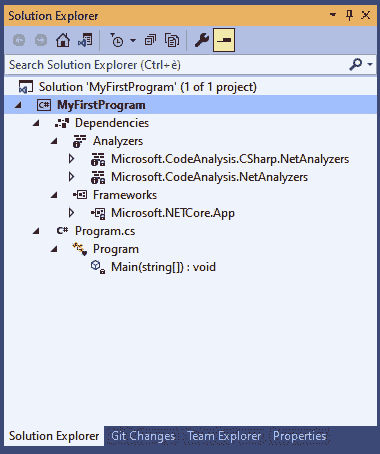 Solution Explorer
Search Solution Explorer (Ctrl+è)
Solution 'MyFirstProgram' (1 of 1 project)
C# MyFirstProgram
Dependencies
Analyzers
Microsoft.CodeAnalysis.CSharp.NetAnalyzers
Microsoft.CodeAnalysis.NetAnalyzers
Frameworks
Microsoft.NETCore.App
C# Program.cs
Program
Main(string[]) : void
Solution Explorer Git Changes Team Explorer Properties